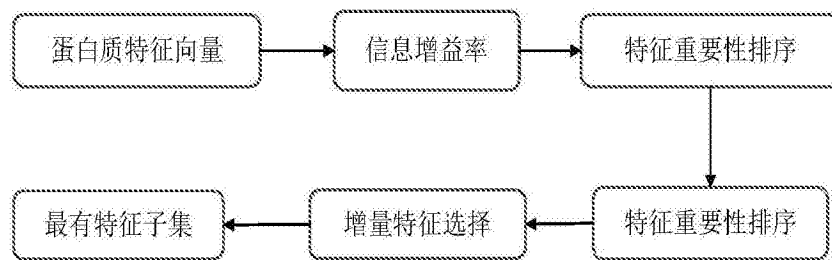 蛋白质特征向量
信息增益率
特征重要性排序
特征重要性排序
增量特征选择
最有特征子集